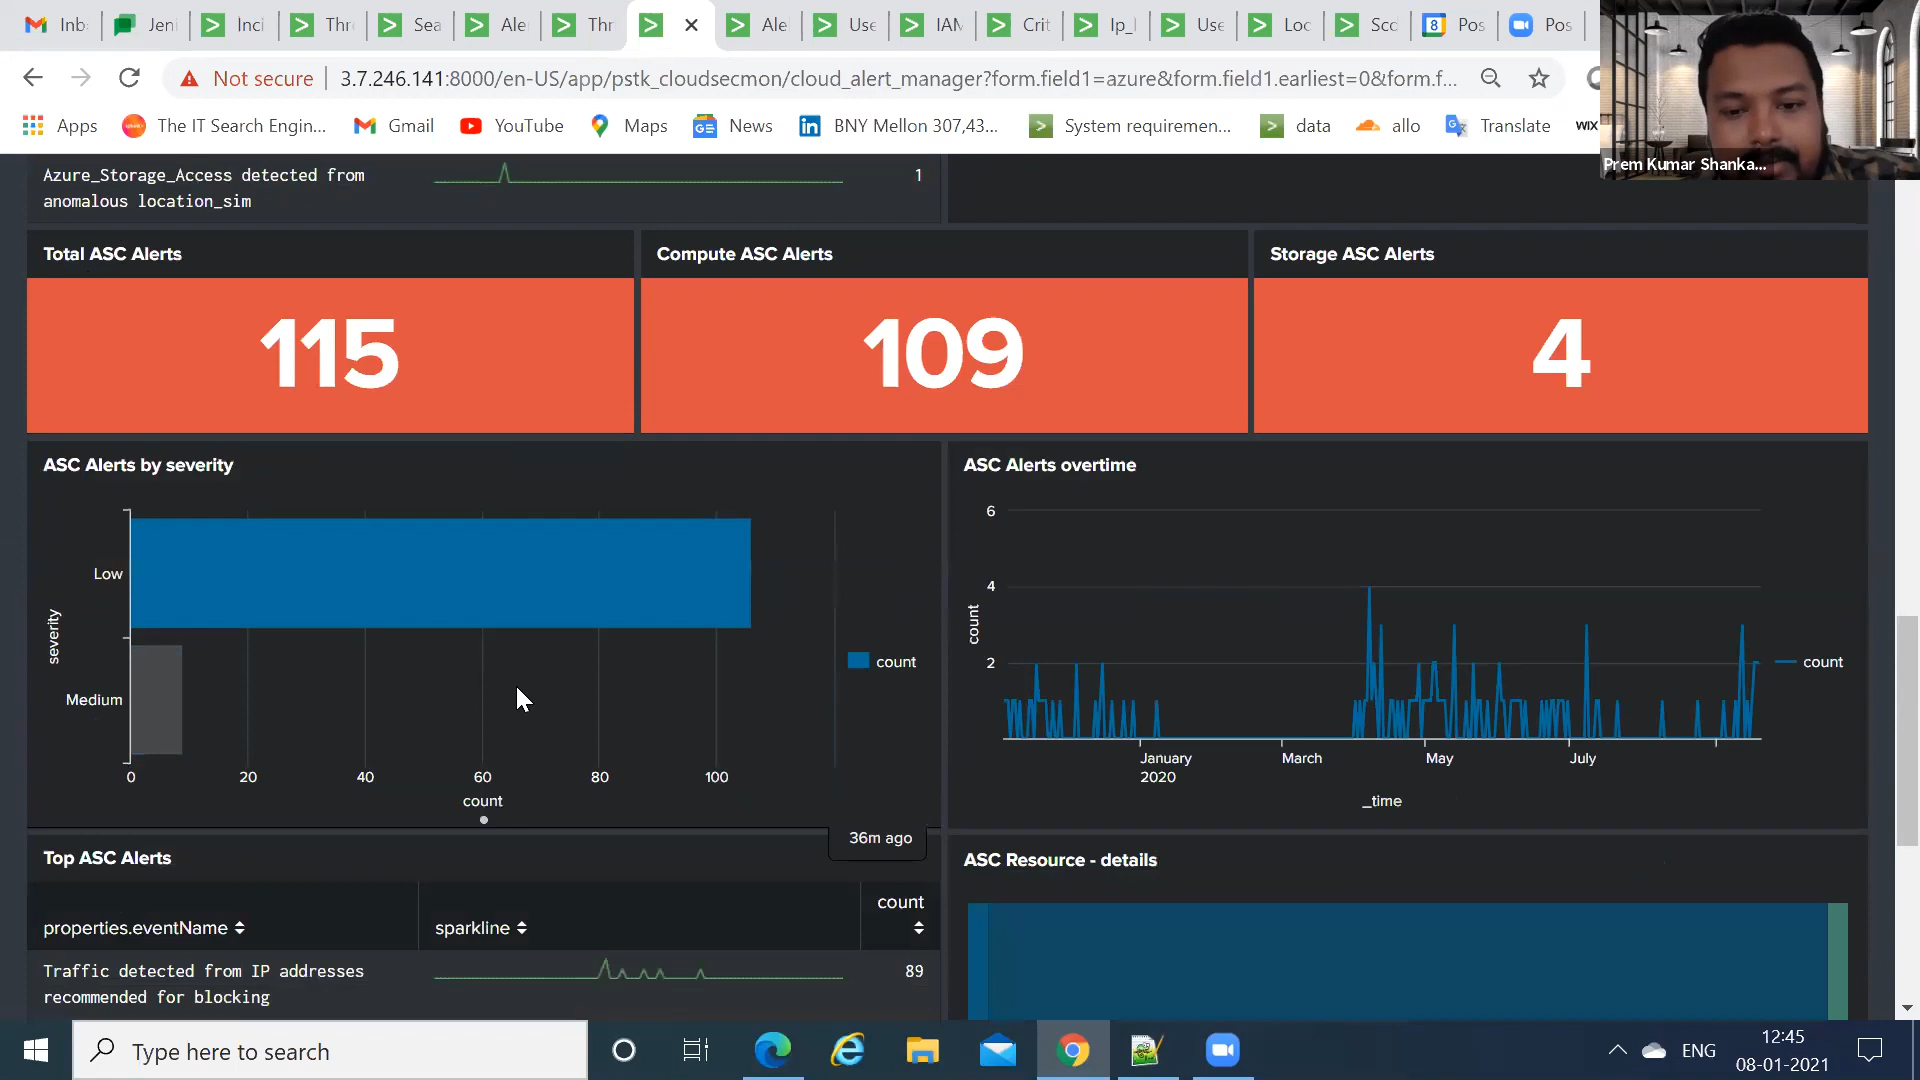 Inb
Jenl
Inci
Thre
Sea
Aler
Thr
Ale
Use
IAM
Crit
Ip_l
Use
Loc
Sco
8
Pos
Pos
Not secure
3.7.246.141:8000/en-US/app/pstk_cloudsecmon/cloud_alert_manager?form.field1=azure&form.field1.earliest=0&form.f...
Apps
The IT Search Engin...
Gmail
YouTube
Maps
News
BNY Mellon 307,43...
System requiremen...
data
allo
Translate
WIX
Prem Kumar Shanka...
Azure_Storage_Access detected from
anomalous location_sim
1
Total ASC Alerts
115
Compute ASC Alerts
109
Storage ASC Alerts
4
ASC Alerts by severity
severity
Low
Medium
0
20
40
60
80
100
count
count
36m ago
ASC Alerts overtime
count
6
4
2
January
2020
March
May
July
_time
count
Top ASC Alerts
properties.eventName
sparkline
count
Traffic detected from IP addresses
recommended for blocking
89
ASC Resource - details
Type here to search
ENG
12:45
08-01-2021